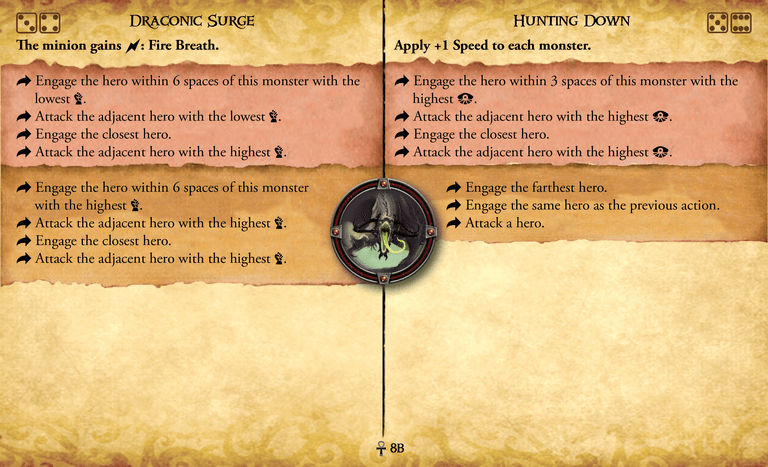 Draconic Surge
The minion gains : Fire Breath.
Engage the hero within 6 spaces of this monster with the
lowest .
Attack the adjacent hero with the lowest .
Engage the closest hero.
Attack the adjacent hero with the highest .
Engage the hero within 6 spaces of this monster
with the highest .
Attack the adjacent hero with the highest .
Engage the closest hero.
Attack the adjacent hero with the highest .
Hunting Down
Apply +1 Speed to each monster.
Engage the hero within 3 spaces of this monster with the
highest .
Attack the adjacent hero with the highest .
Engage the closest hero.
Attack the adjacent hero with the highest .
Engage the farthest hero.
Engage the same hero as the previous action.
Attack a hero.
8B